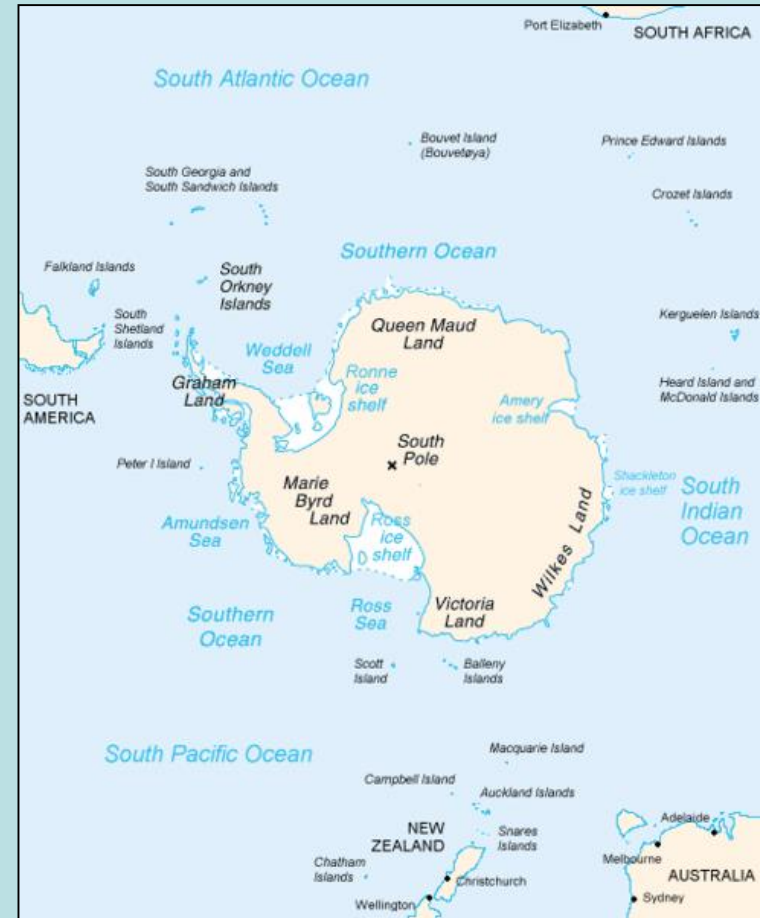 Port Elizabeth
SOUTH AFRICA
South Atlantic Ocean
Bouvet Island
(Bouvetøya)
Prince Edward Islands
South Georgia and
South Sandwich Islands
Crozet Islands
Southern Ocean
Falkland Islands
South
Orkney
Islands
South
Shetland
Islands
Kerguelen Islands
Queen Maud
Land
Weddell
Sea
Ronne
ice
shelf
Graham
Land
Heard Island and
McDonald Islands
SOUTH
AMERICA
Amery
ice shelf
South
Pole
Peter I Island
Marie
Byrd
Land
Shackleton
ice shelf
South
Indian
Ocean
Wilkes Land
Amundsen
Sea
Ross
ice
shelf
Southern
Ocean
Ross
Sea
Victoria
Land
Scott
Island
Balleny
Islands
South Pacific Ocean
Macquarie Island
Campbell Island
Auckland Islands
NEW
ZEALAND
Snares
Islands
Adelaide
Melbourne
Chatham
Islands
Christchurch
AUSTRALIA
Wellington
Sydney